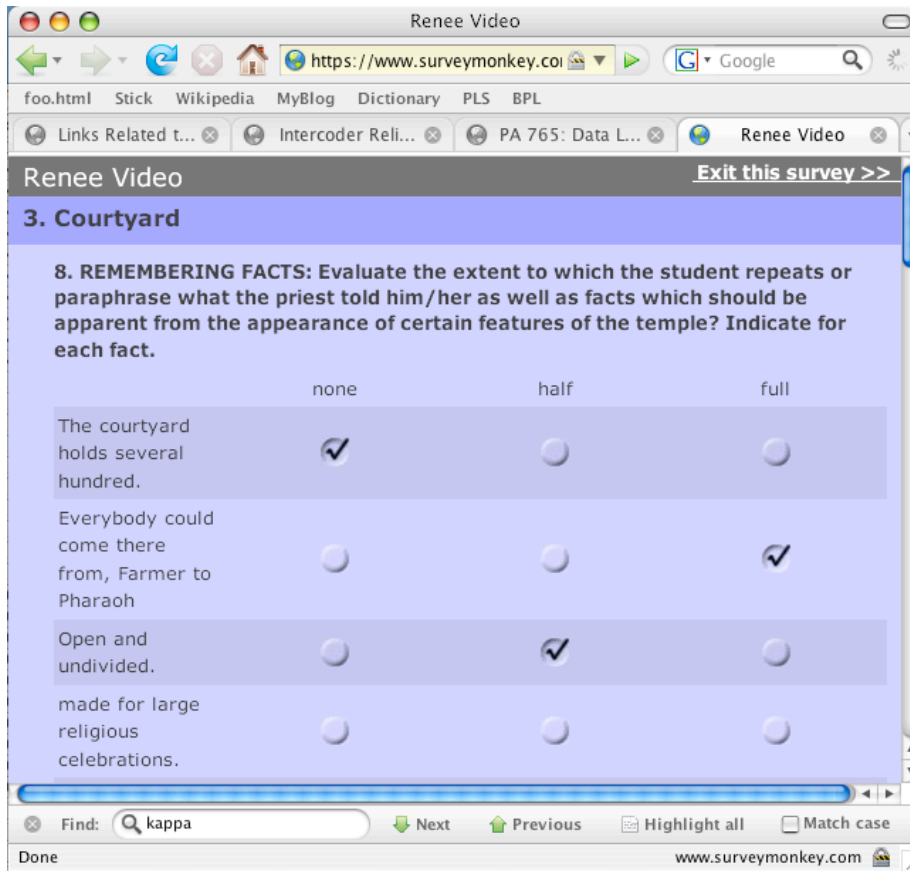 Renee Video
https://www.surveymonkey.co
G Google
foo.html Stick Wikipedia MyBlog Dictionary PLS BPL
Links Related t... Intercoder Reli... PA 765: Data L... Renee Video
Renee Video Exit this survey >>
3. Courtyard
8. REMEMBERING FACTS: Evaluate the extent to which the student repeats or
paraphrase what the priest told him/her as well as facts which should be
apparent from the appearance of certain features of the temple? Indicate for
each fact.
none half full
The courtyard
holds several
hundred.
Everybody could
come there
from, Farmer to
Pharaoh
Open and
undivided.
made for large
religious
celebrations.
Find: kappa Next Previous Highlight all Match case
Done www.surveymonkey.com